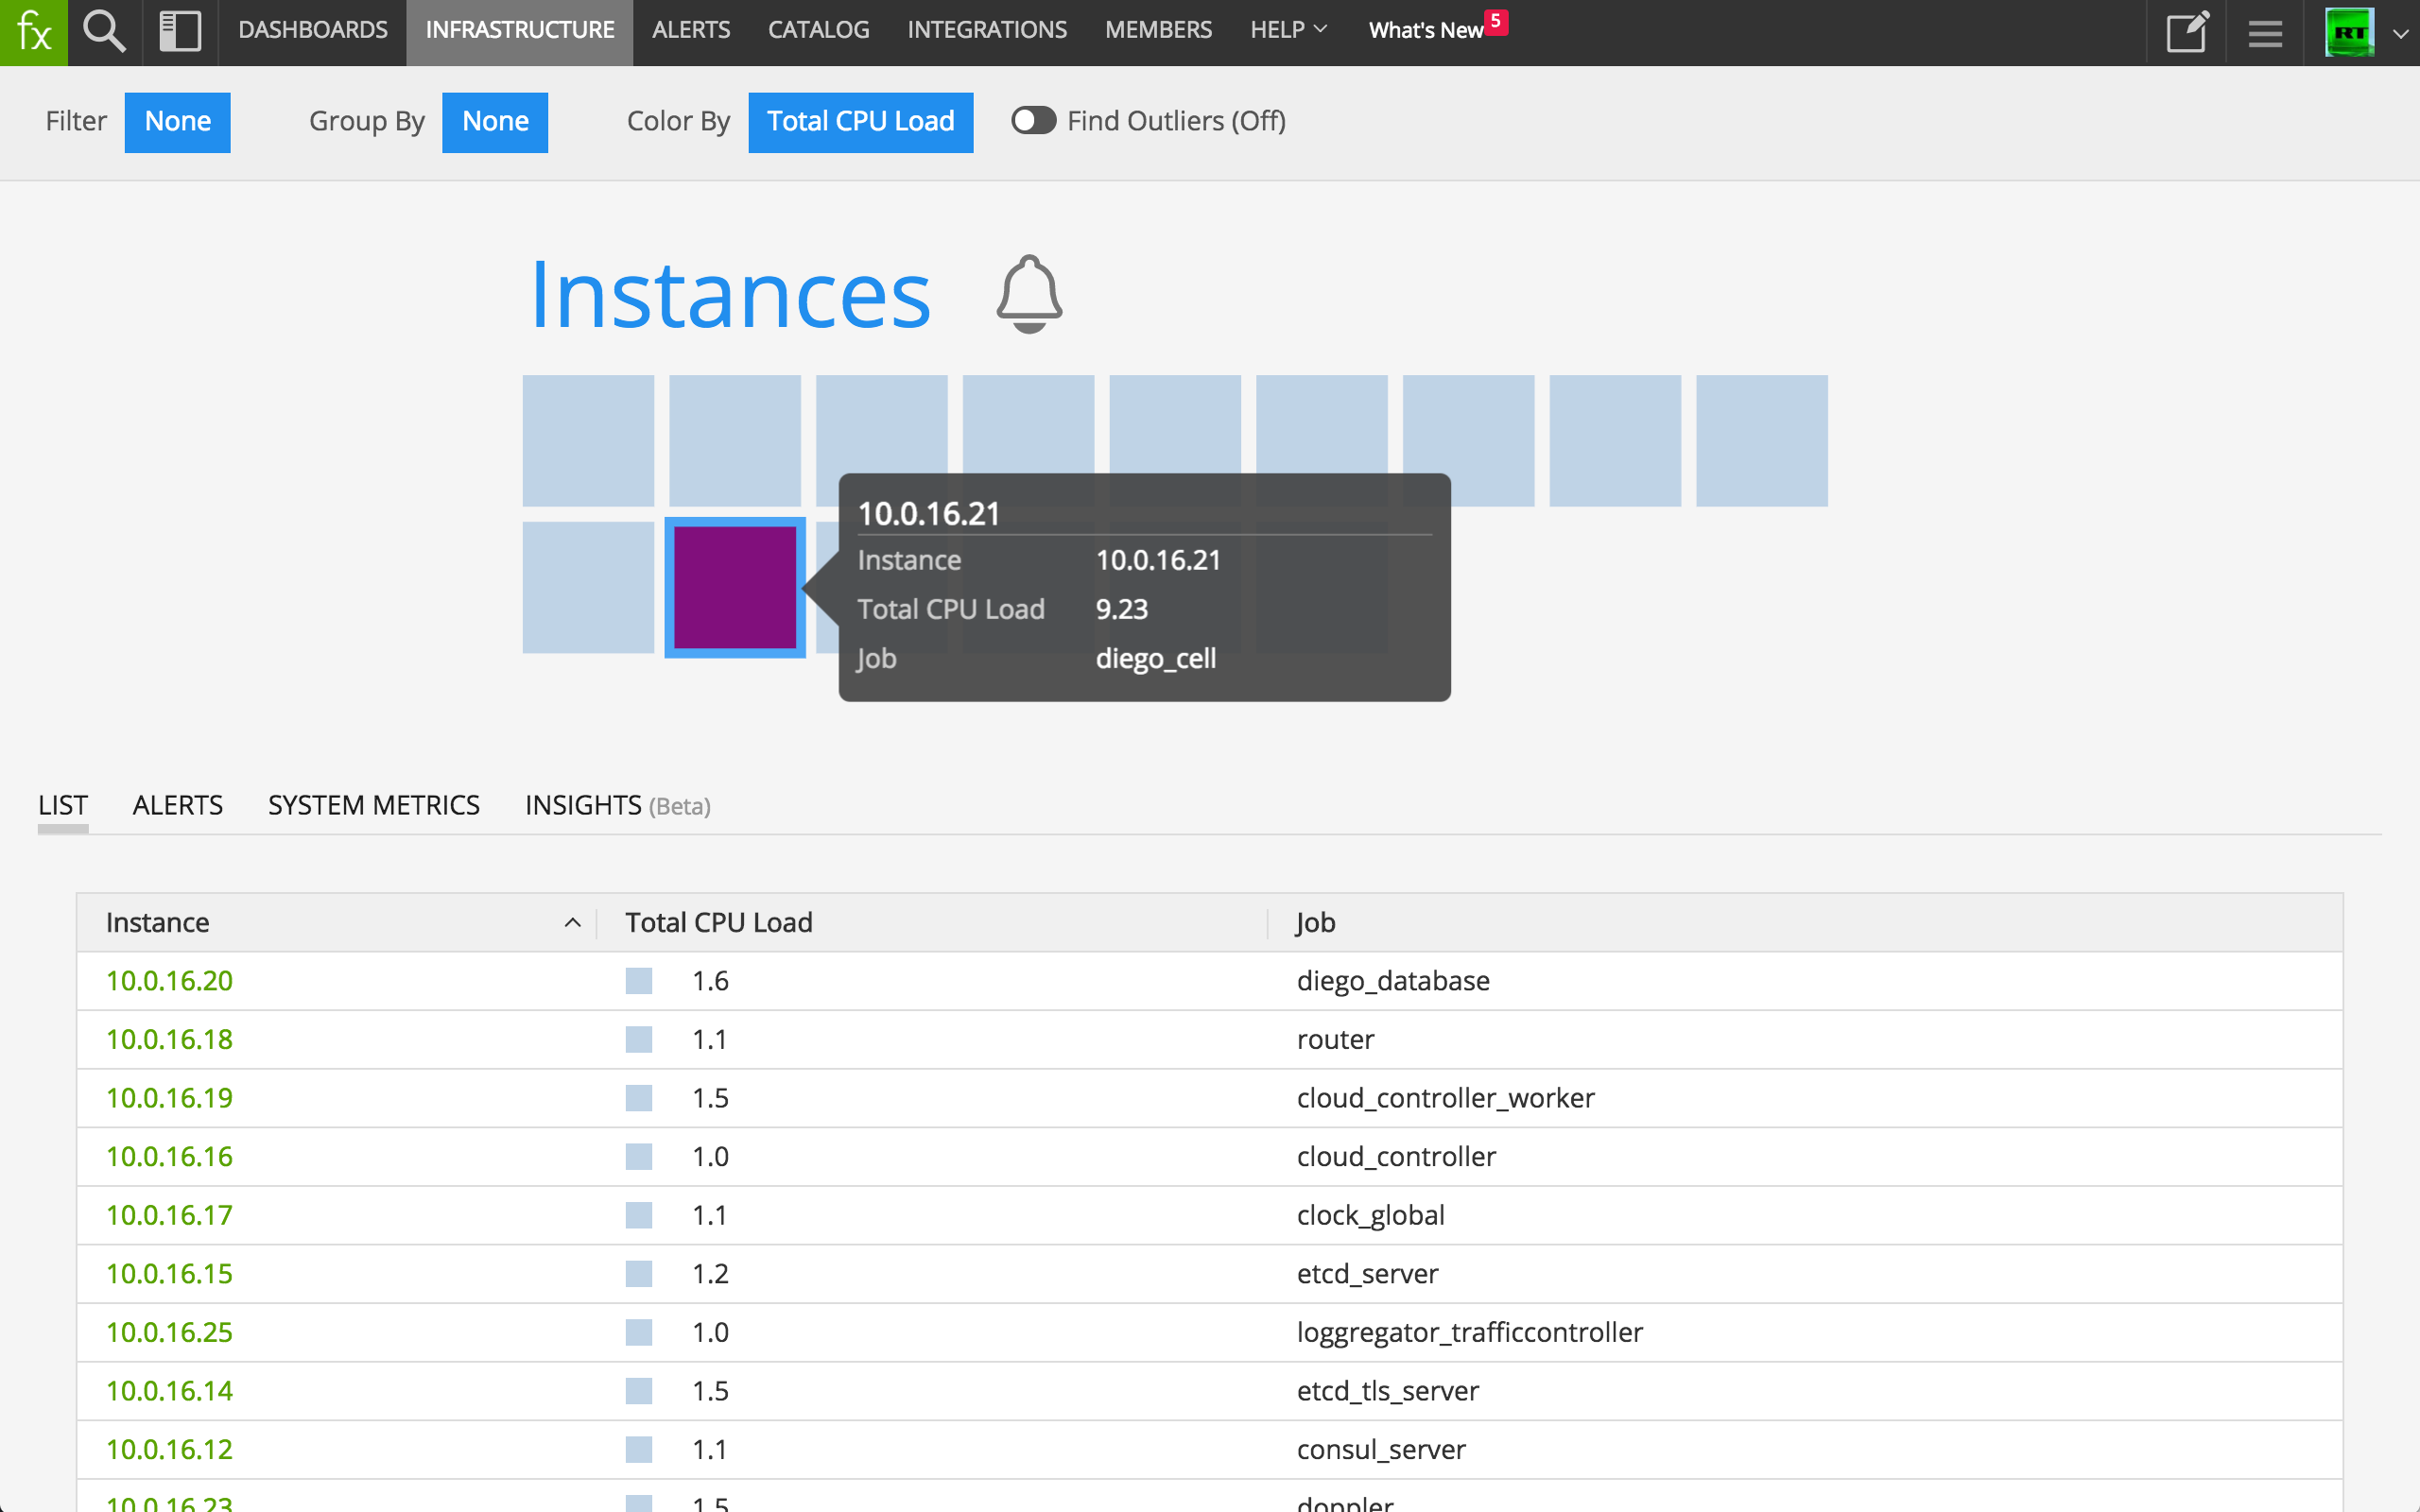 fx DASHBOARDS INFRASTRUCTURE ALERTS CATALOG INTEGRATIONS MEMBERS HELP What's New 5 RT
Filter None Group By None Color By Total CPU Load Find Outliers (Off)
Instances
10.0.16.21
Instance 10.0.16.21
Total CPU Load 9.23
Job diego_cell
LIST ALERTS SYSTEM METRICS INSIGHTS (Beta)
Instance Total CPU Load Job
10.0.16.20 1.6 diego_database
10.0.16.18 1.1 router
10.0.16.19 1.5 cloud_controller_worker
10.0.16.16 1.0 cloud_controller
10.0.16.17 1.1 clock_global
10.0.16.15 1.2 etcd_server
10.0.16.25 1.0 loggregator_trafficcontroller
10.0.16.14 1.5 etcd_tls_server
10.0.16.12 1.1 consul_server
10.0.16.23 1.5 doppler